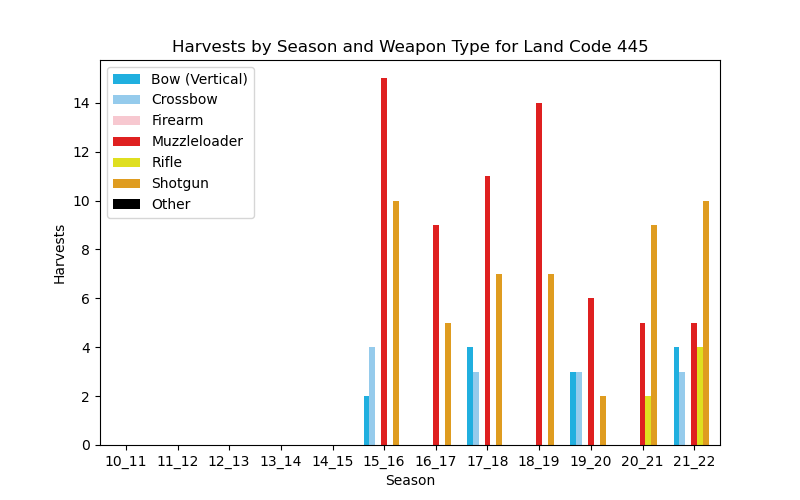 Harvests by Season and Weapon Type for Land Code 445
Bow (Vertical)
Crossbow
Firearm
Muzzleloader
Rifle
Shotgun
Other
14
12
10
8
6
4
2
0
Harvests
10_11 11_12 12_13 13_14 14_15 15_16 16_17 17_18 18_19 19_20 20_21 21_22
Season